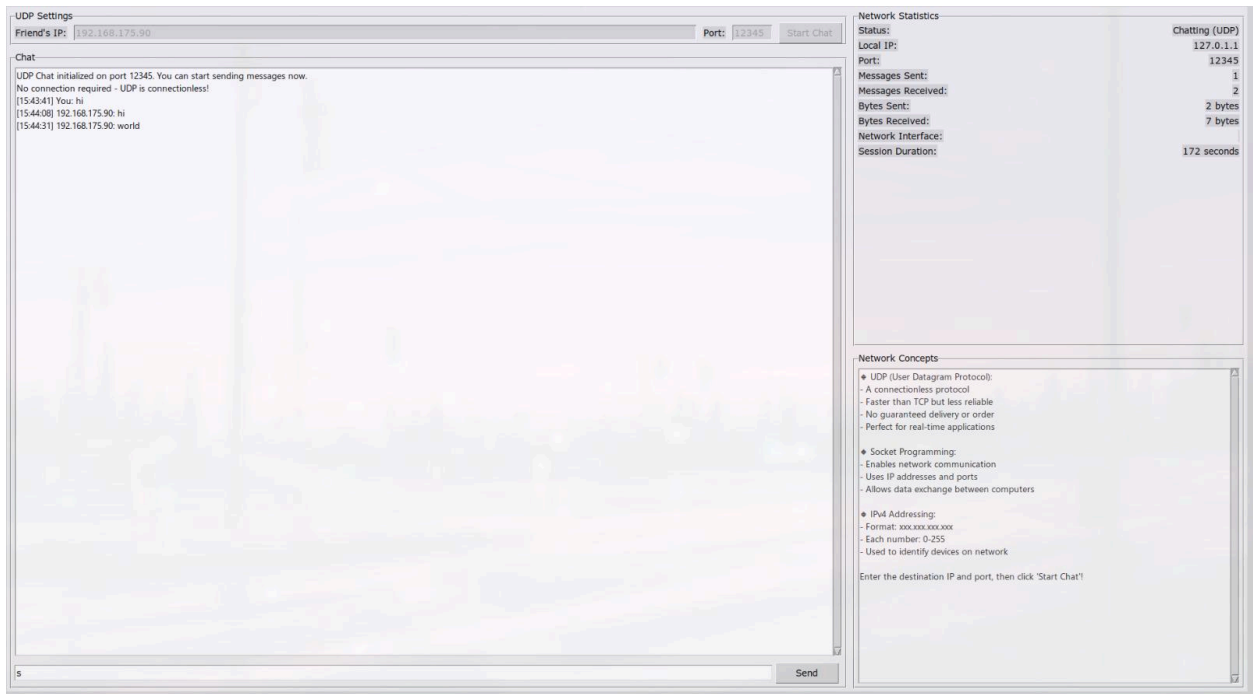 UDP Settings
Friend's IP: 192.168.175.90 Port: 12345 Start Chat
Chat
UDP Chat initialized on port 12345. You can start sending messages now.
No connection required - UDP is connectionless!
[15:43:41] You: hi
[15:44:08] 192.168.175.90: hi
[15:44:31] 192.168.175.90: world
s
Send
Network Statistics
Status: Chatting (UDP)
Local IP: 127.0.1.1
Port: 12345
Messages Sent: 1
Messages Received: 2
Bytes Sent: 2 bytes
Bytes Received: 7 bytes
Network Interface:
Session Duration: 172 seconds
Network Concepts
◆ UDP (User Datagram Protocol):
- A connectionless protocol
- Faster than TCP but less reliable
- No guaranteed delivery or order
- Perfect for real-time applications
◆ Socket Programming:
- Enables network communication
- Uses IP addresses and ports
- Allows data exchange between computers
◆ IPv4 Addressing:
- Format: xxx.xxx.xxx.xxx
- Each number: 0-255
- Used to identify devices on network
Enter the destination IP and port, then click 'Start Chat'!